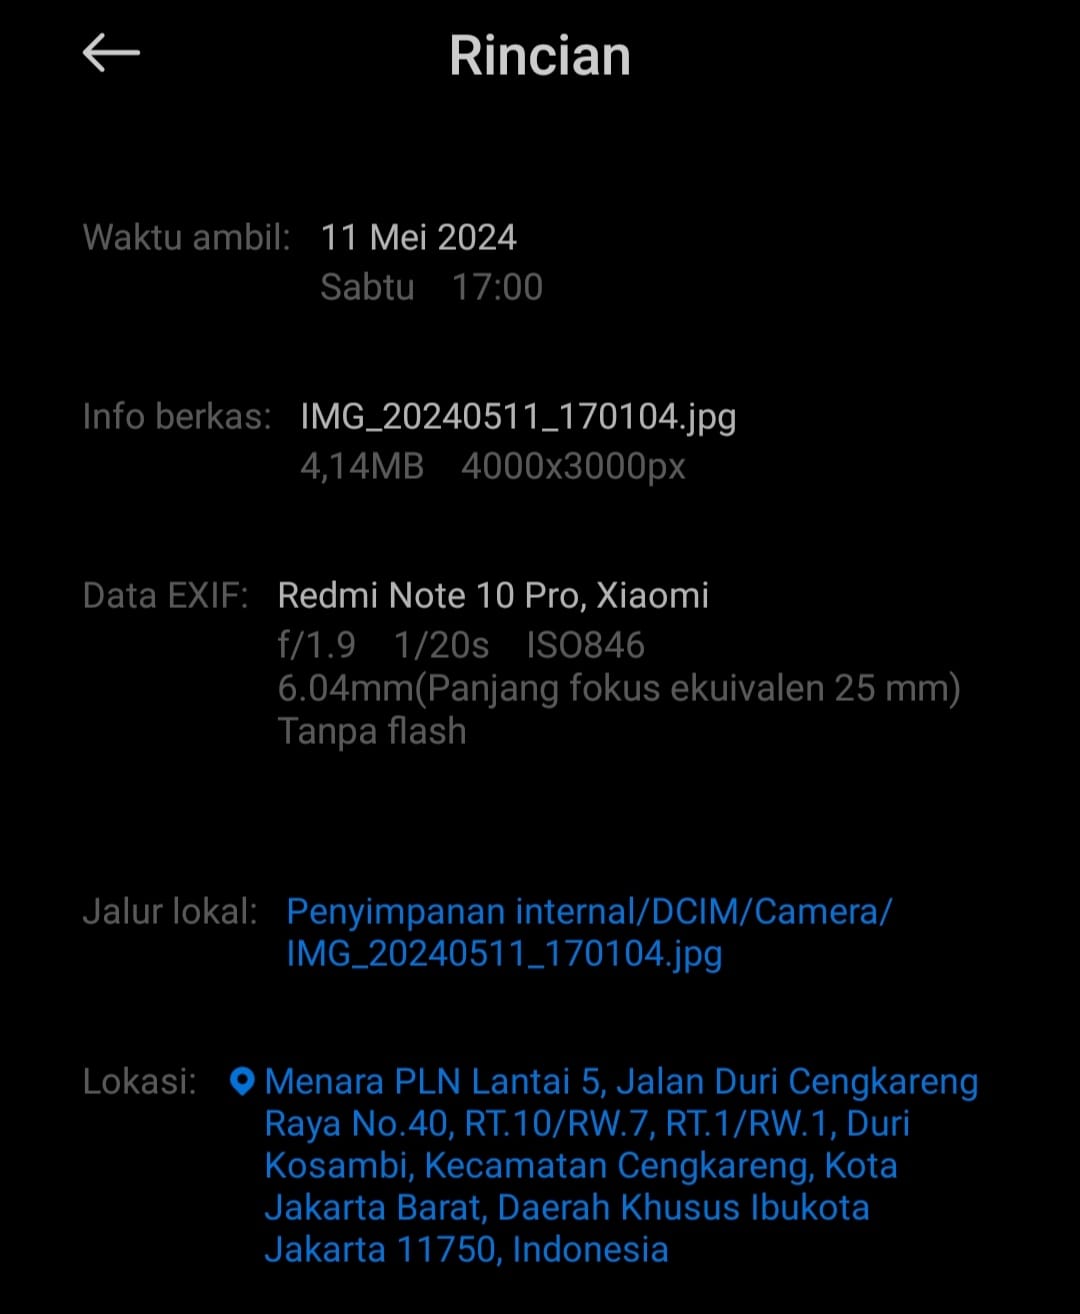 Rincian
Waktu ambil: 11 Mei 2024
Sabtu 17:00
Info berkas: IMG_20240511_170104.jpg
4,14MB 4000x3000px
Data EXIF: Redmi Note 10 Pro, Xiaomi
f/1.9 1/20s ISO846
6.04mm(Panjang fokus ekuivalen 25 mm)
Tanpa flash
Jalur lokal: Penyimpanan internal/DCIM/Camera/
IMG_20240511_170104.jpg
Lokasi: Menara PLN Lantai 5, Jalan Duri Cengkareng
Raya No.40, RT.10/RW.7, RT.1/RW.1, Duri
Kosambi, Kecamatan Cengkareng, Kota
Jakarta Barat, Daerah Khusus Ibukota
Jakarta 11750, Indonesia